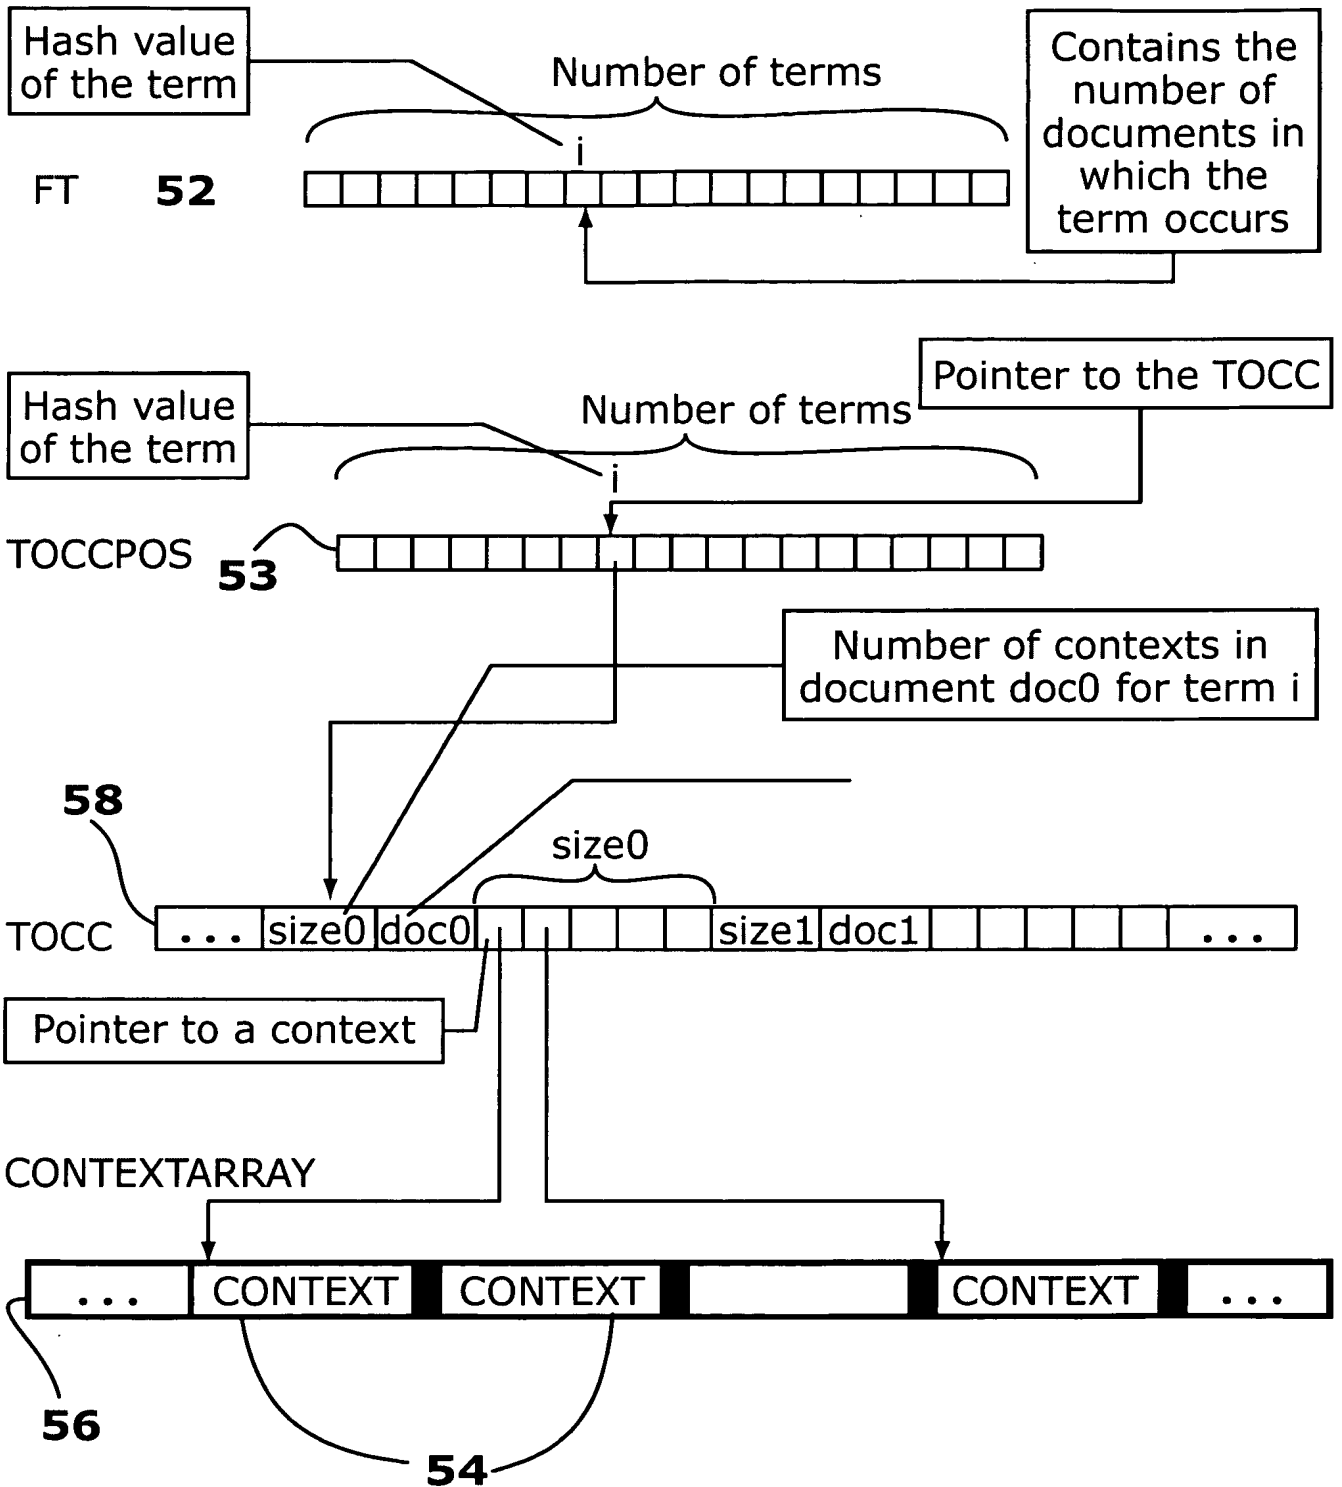 Hash value
of the term
Number of terms
Contains the
number of
documents in
which the
term occurs
i
FT 52
Pointer to the TOCC
Hash value
of the term
Number of terms
i
TOCCPOS 53
Number of contexts in
document doc0 for term i
58
size0
TOCC ... size0 doc0 size1 doc1 ...
Pointer to a context
CONTEXTARRAY
... CONTEXT CONTEXT CONTEXT ...
56
54